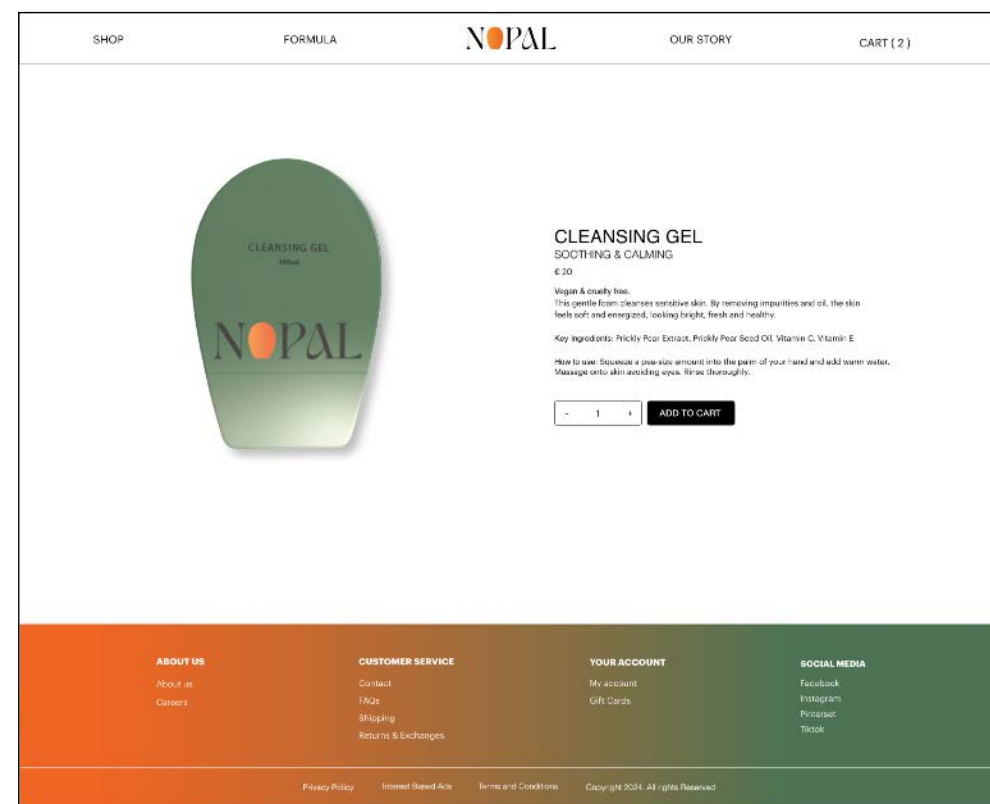 SHOP
FORMULA
NOPAL
OUR STORY
CART ( 2 )
CLEANSING GEL
NOPAL
CLEANSING GEL
SOOTHING & CALMING
€ 20
Vegan & cruelty free.
This gentle foam cleanses sensitive skin. By removing impurities and oil, the skin
feels soft and energized, looking bright, fresh and healthy.
Key Ingredients: Prickly Pear Extract, Prickly Pear Seed Oil, Vitamin C, Vitamin E
How to use: Squeeze a pea-size amount into the palm of your hand and add warm water.
Massage onto skin avoiding eyes. Rinse thoroughly.
- 1 +
ADD TO CART
ABOUT US
About us
Careers
CUSTOMER SERVICE
Contact
FAQs
Shipping
Returns & Exchanges
YOUR ACCOUNT
My account
Gift Cards
SOCIAL MEDIA
Facebook
Instagram
Pinterset
Tiktok
Privacy Policy
Interest Based Ads
Terms and Conditions
Copyright 2024. All rights Reserved